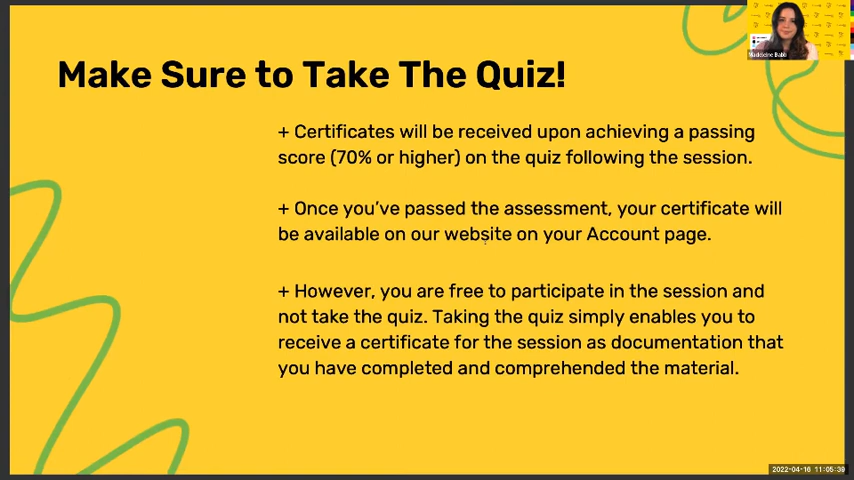 Make Sure to Take The Quiz!
+ Certificates will be received upon achieving a passing
score (70% or higher) on the quiz following the session.
+ Once you’ve passed the assessment, your certificate will
be available on our website on your Account page.
+ However, you are free to participate in the session and
not take the quiz. Taking the quiz simply enables you to
receive a certificate for the session as documentation that
you have completed and comprehended the material.
Madeleine
2022-04-16 11:05:39